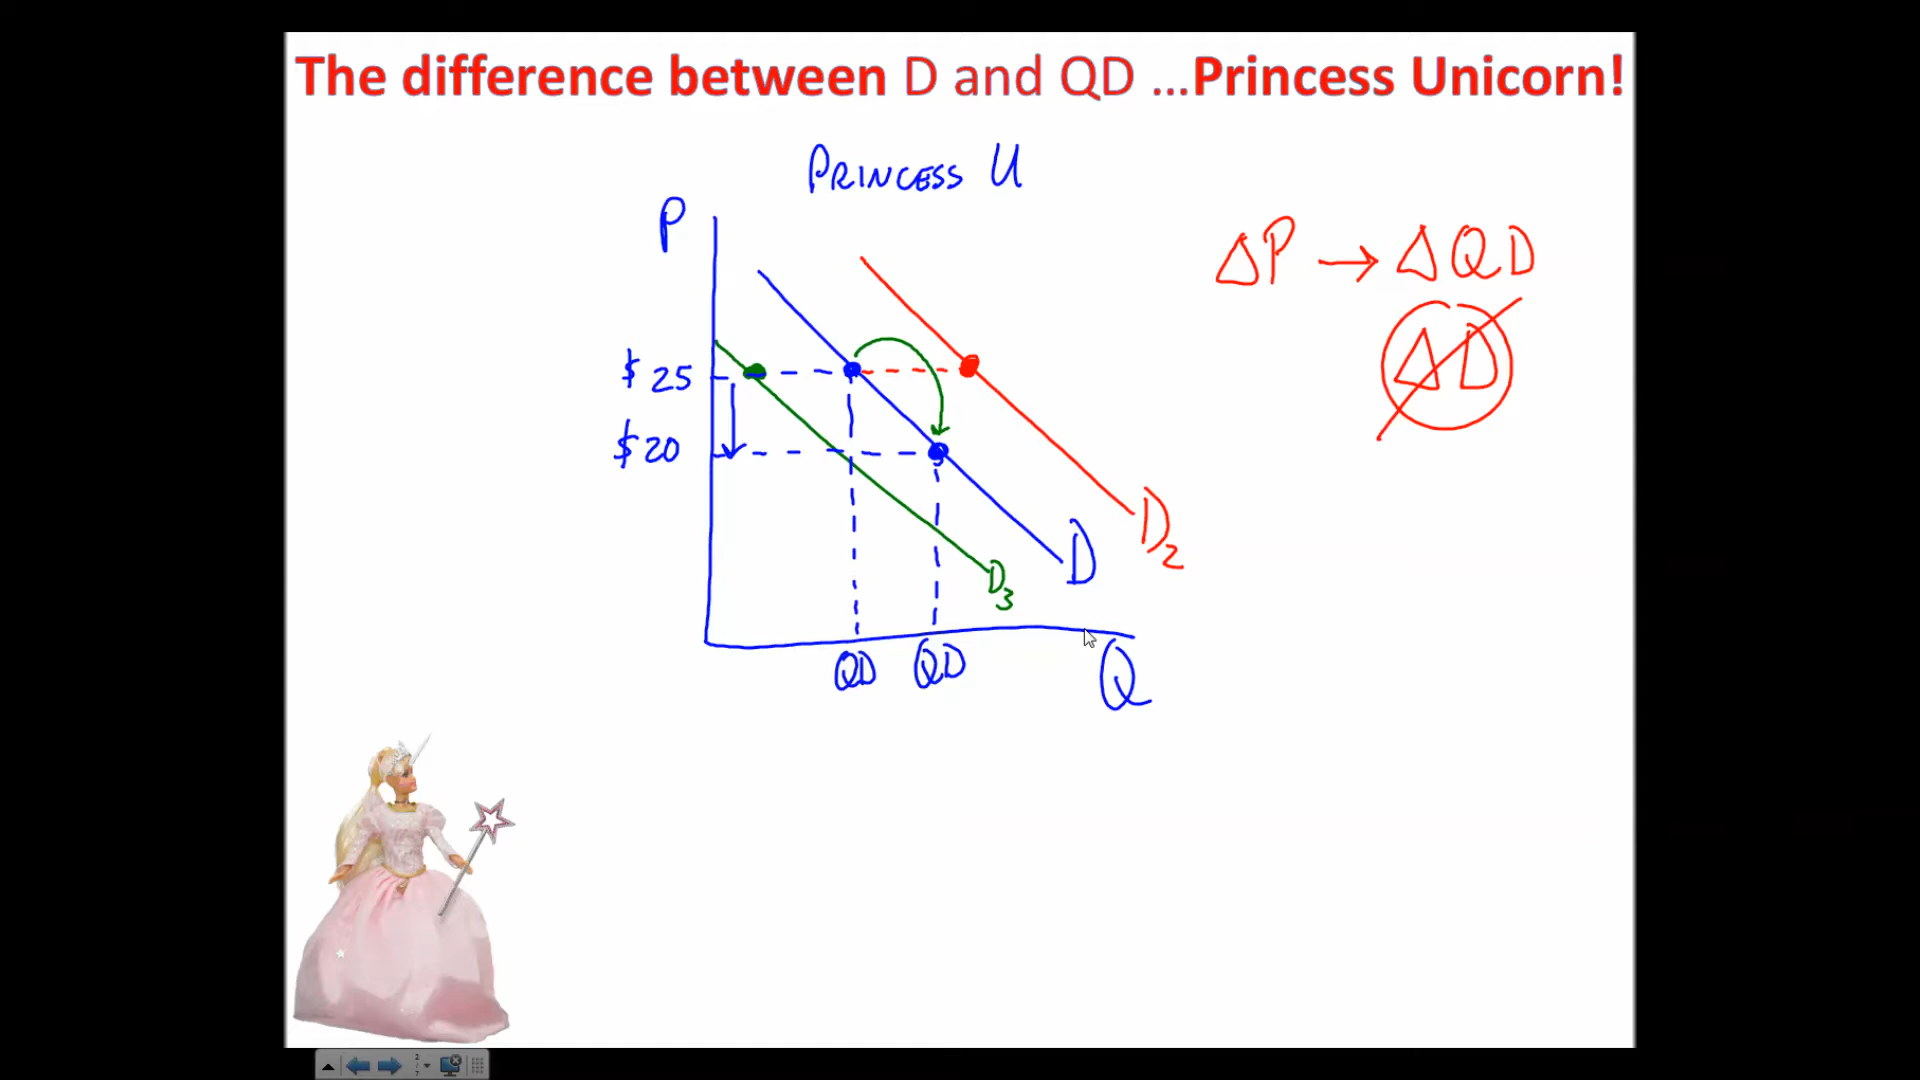 The difference between D and QD ...Princess Unicorn!
PRINCESS U
P
ΔP → ΔQD
ΔD
$25
$20
D2
D
D3
QD QD
Q